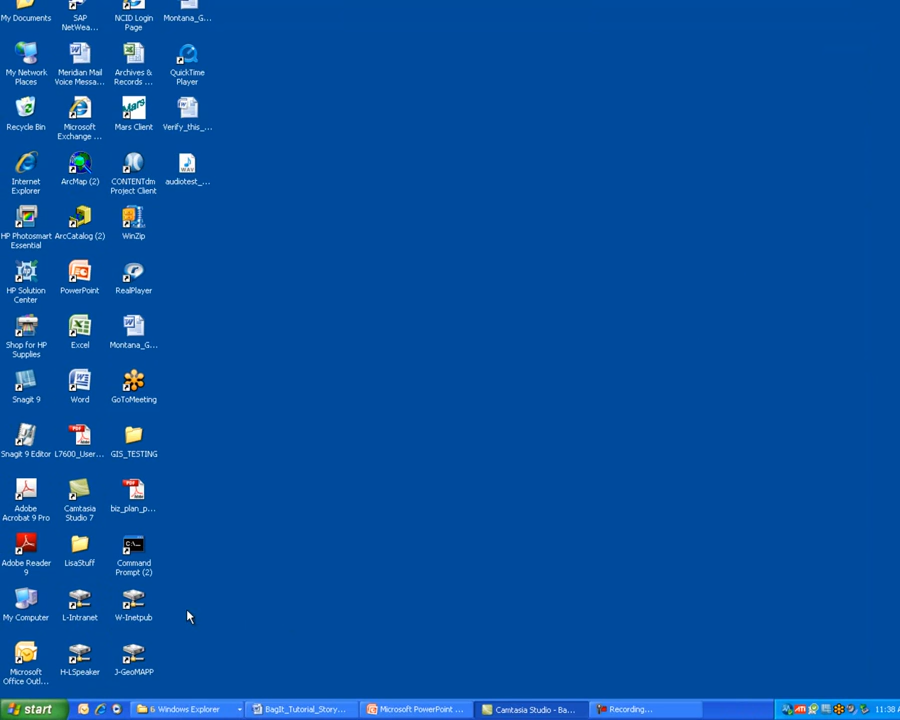 My Documents
SAP
NetWea...
NCID Login
Page
Montana_G...
My Network
Places
Meridian Mail
Voice Messa...
Archives &
Records ...
QuickTime
Player
Recycle Bin
Microsoft
Exchange ...
Mars
Mars Client
Verify_this_...
Internet
Explorer
ArcMap (2)
CONTENTdm
Project Client
WAV
audiotest_...
HP Photosmart
Essential
ArcCatalog (2)
WinZip
HP Solution
Center
PowerPoint
RealPlayer
Shop for HP
Supplies
Excel
Montana_G...
Snagit 9
Word
GoToMeeting
Snagit 9 Editor
PDF
L7600_User...
GIS_TESTING
Adobe
Acrobat 9 Pro
Camtasia
Studio 7
PDF
biz_plan_p...
Adobe Reader
9
LisaStuff
C:\_
Command
Prompt (2)
My Computer
L-Intranet
W-Inetpub
Microsoft
Office Outl...
H-LSpeaker
J-GeoMAPP
start
6 Windows Explorer
BagIt_Tutorial_Story...
Microsoft PowerPoint ...
Camtasia Studio - Ba...
Recording...
11:38